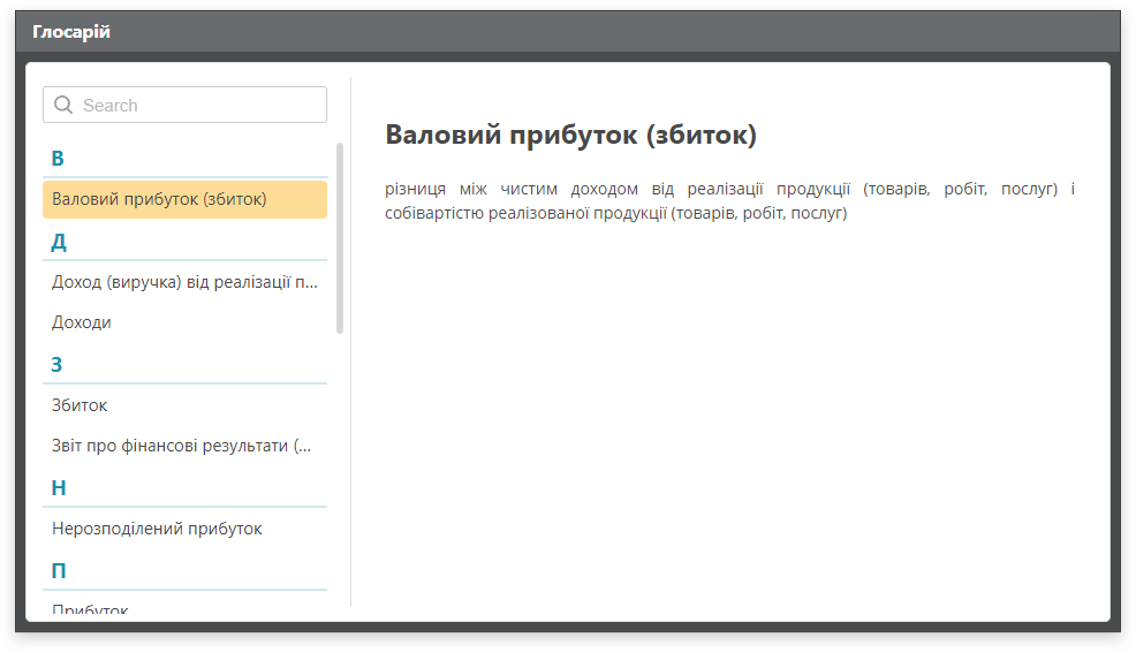 Глосарій
Search
В
Валовий прибуток (збиток)
Д
Доход (виручка) від реалізації п...
Доходи
З
Збиток
Звіт про фінансові результати (...
Н
Нерозподілений прибуток
П
Прибуток
Валовий прибуток (збиток)
різниця між чистим доходом від реалізації продукції (товарів, робіт, послуг) і
собівартістю реалізованої продукції (товарів, робіт, послуг)